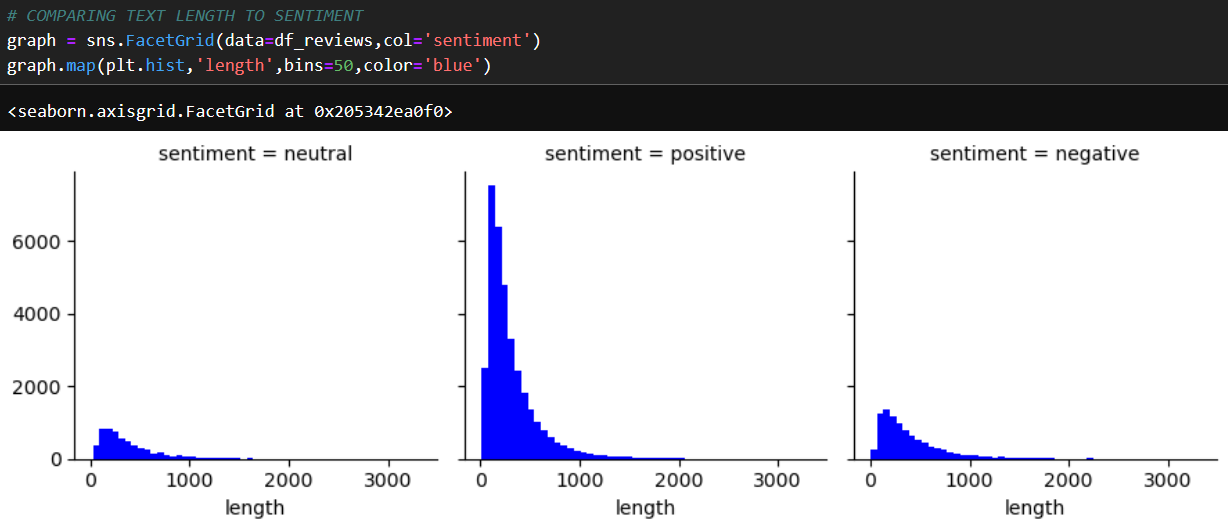 # COMPARING TEXT LENGTH TO SENTIMENT
graph = sns.FacetGrid(data=df_reviews,col='sentiment')
graph.map(plt.hist,'length',bins=50,color='blue')
<seaborn.axisgrid.FacetGrid at 0x205342ea0f0>
sentiment = neutral
sentiment = positive
sentiment = negative
6000
4000
2000
0
0 1000 2000 3000
0 1000 2000 3000
0 1000 2000 3000
length
length
length